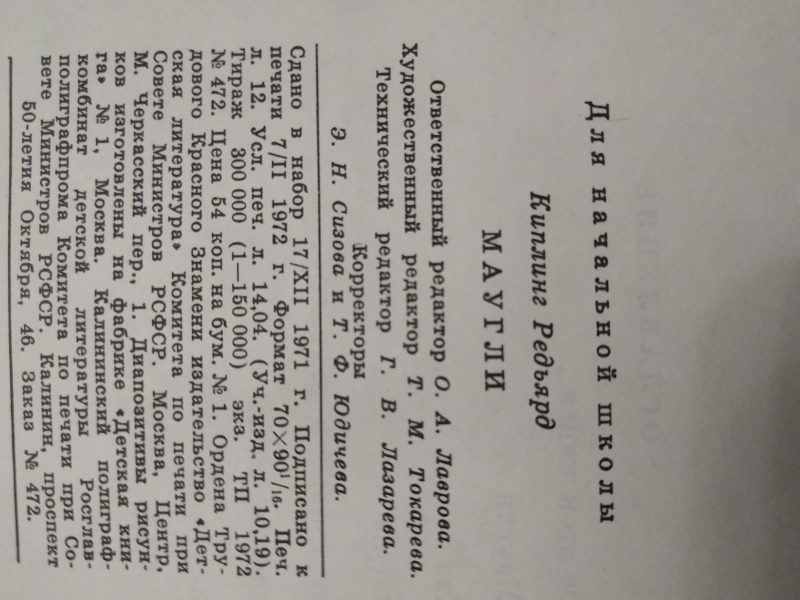 Для начальной школы
Киплинг Редьярд
МАУГЛИ
Ответственный редактор О. А. Лаврова.
Художественный редактор Т. М. Токарева.
Технический редактор Г. В. Лазарева.
Корректоры
Э. Н. Сизова и Т. Ф. Юдичева.
Сдано в набор 17/XII 1971 г. Подписано к
печати 7/II 1972 г. Формат 70×90¹/₁₆. Печ.
л. 12. Усл. печ. л. 14,04. (Уч.-изд. л. 10,19).
Тираж 300 000 (1—150 000) экз. ТП 1972
№ 472. Цена 54 коп. на бум. № 1. Ордена Тру-
дового Красного Знамени издательство «Дет-
ская литература» Комитета по печати при
Совете Министров РСФСР. Москва, Центр,
М. Черкасский пер., 1. Диапозитивы рисун-
ков изготовлены на фабрике «Детская кни-
га» № 1, Москва. Калининский полиграф-
комбинат детской литературы Росглав-
полиграфпрома Комитета по печати при Со-
вете Министров РСФСР. Калинин, проспект
50-летия Октября, 46. Заказ № 472.